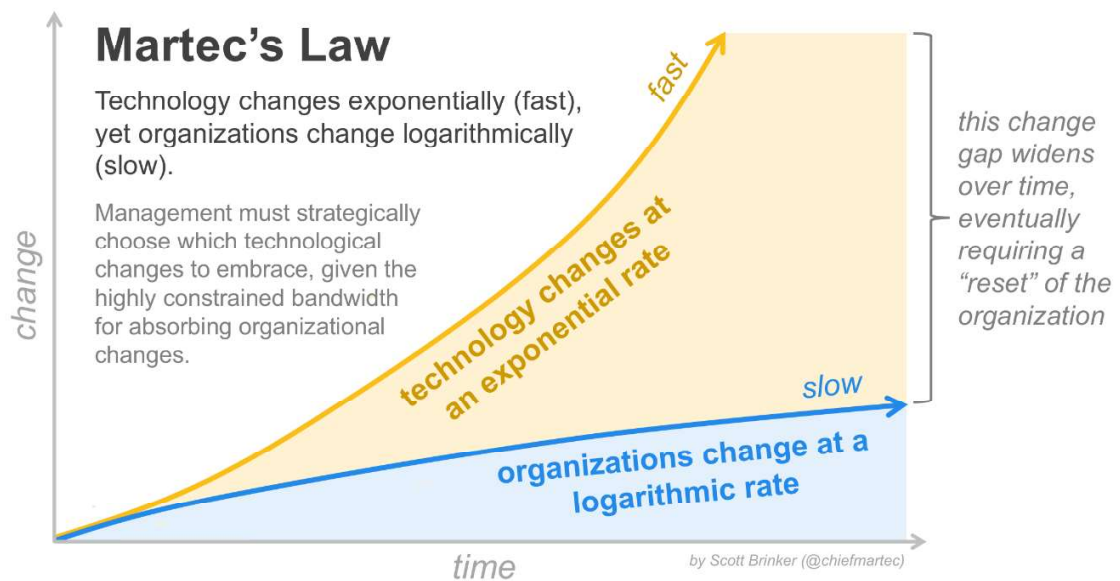 Martec's Law
Technology changes exponentially (fast),
yet organizations change logarithmically
(slow).
Management must strategically
choose which technological
changes to embrace, given the
highly constrained bandwidth
for absorbing organizational
changes.
change
fast
technology changes at
an exponential rate
this change
gap widens
over time,
eventually
requiring a
“reset” of the
organization
slow
organizations change at a
logarithmic rate
time
by Scott Brinker (@chiefmartec)